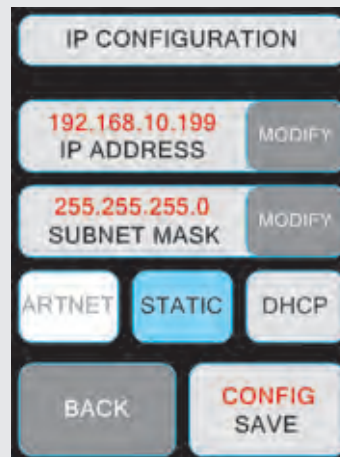 IP CONFIGURATION
192.168.10.199
IP ADDRESS
MODIFY
255.255.255.0
SUBNET MASK
MODIFY
ARTNET
STATIC
DHCP
BACK
CONFIG
SAVE